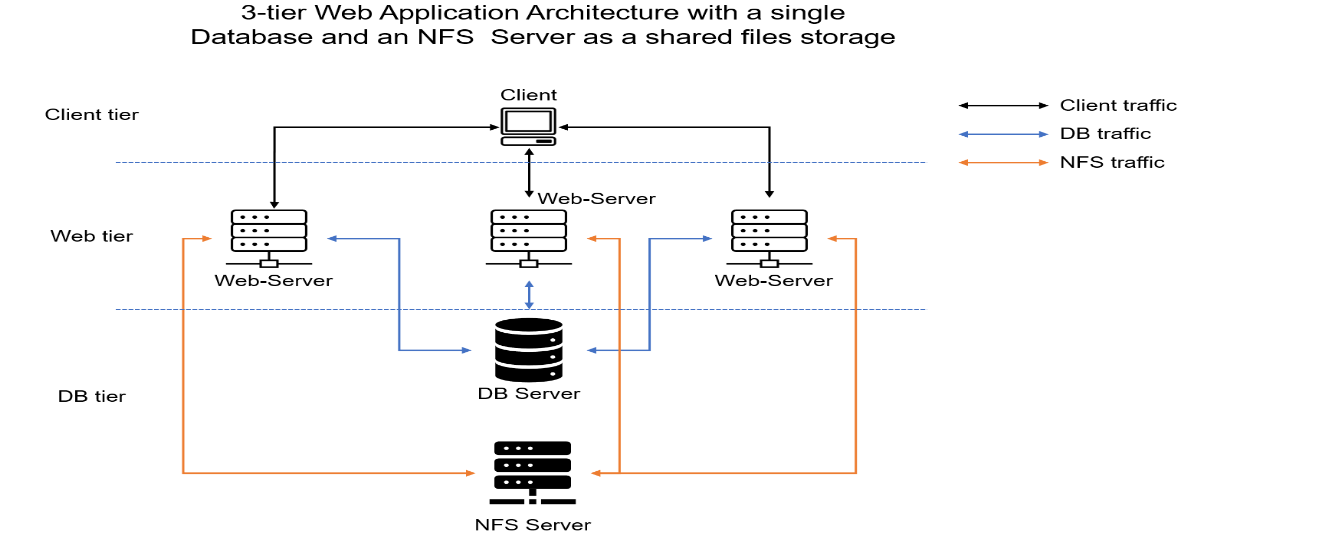 3-tier Web Application Architecture with a single
Database and an NFS Server as a shared files storage
Client
Client tier
Client traffic
DB traffic
NFS traffic
Web-Server
Web tier
Web-Server
Web-Server
DB Server
DB tier
NFS Server